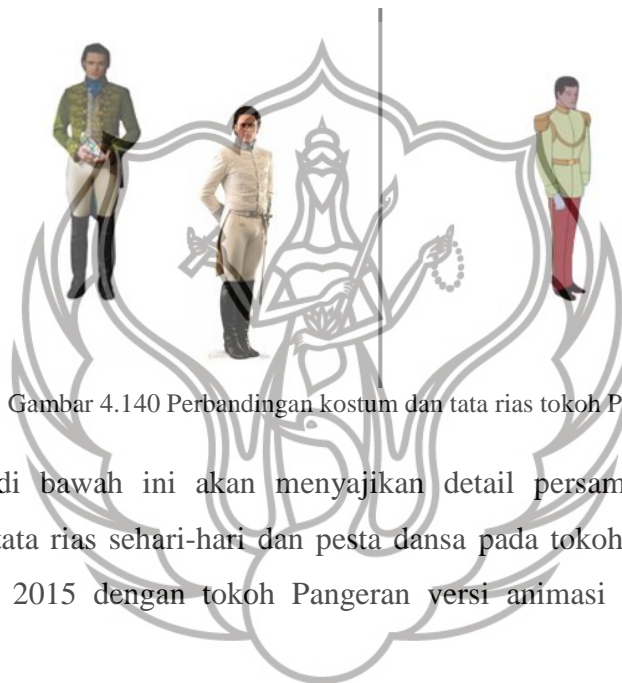 Gambar 4.140 Perbandingan kostum dan tata rias tokoh P
di bawah ini akan menyajikan detail persam
tata rias sehari-hari dan pesta dansa pada tokoh
2015 dengan tokoh Pangeran versi animasi